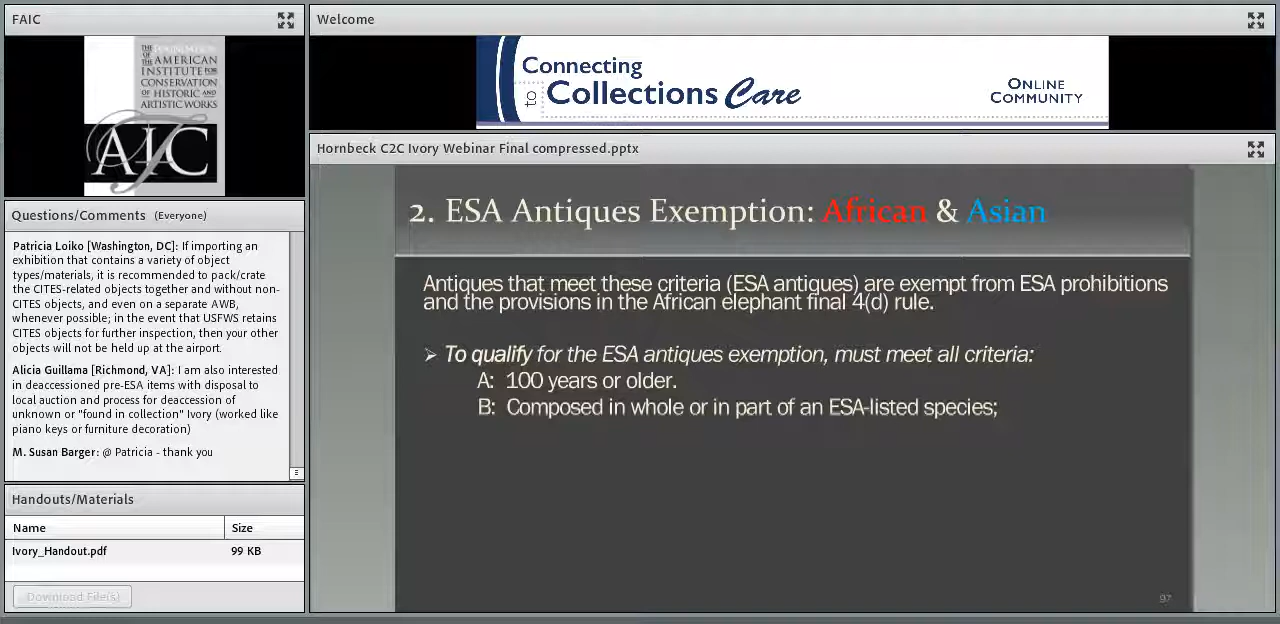 FAIC
THE FOUNDATION
OF THE AMERICAN
INSTITUTE FOR
CONSERVATION
OF HISTORIC AND
ARTISTIC WORKS
AIC
Welcome
Connecting
to Collections Care
ONLINE
COMMUNITY
Questions/Comments (Everyone)
Patricia Loiko [Washington, DC]: If importing an
exhibition that contains a variety of object
types/materials, it is recommended to pack/crate
the CITES-related objects together and without non-
CITES objects, and even on a separate AWB,
whenever possible; in the event that USFWS retains
CITES objects for further inspection, then your other
objects will not be held up at the airport.
Alicia Guillama [Richmond, VA]: I am also interested
in deaccessioned pre-ESA items with disposal to
local auction and process for deaccession of
unknown or "found in collection" Ivory (worked like
piano keys or furniture decoration)
M. Susan Barger: @ Patricia - thank you
Handouts/Materials
Name Size
Ivory_Handout.pdf 99 KB
Download File(s)
Hornbeck C2C Ivory Webinar Final compressed.pptx
2. ESA Antiques Exemption: African & Asian
Antiques that meet these criteria (ESA antiques) are exempt from ESA prohibitions
and the provisions in the African elephant final 4(d) rule.
➢ To qualify for the ESA antiques exemption, must meet all criteria:
A: 100 years or older.
B: Composed in whole or in part of an ESA-listed species;
97